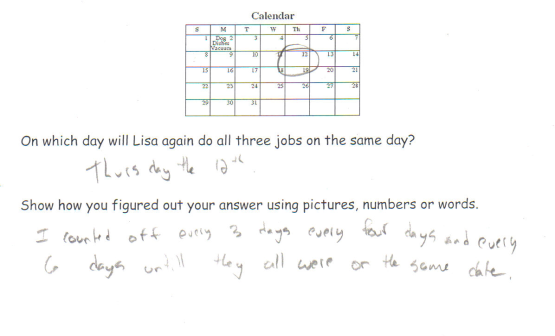 Calendar
S M T W Th F S
1 Dog 2 3 4 5 6 7
Dishes
Vacuum
8 9 10 11 12 13 14
15 16 17 18 19 20 21
22 23 24 25 26 27 28
29 30 31
On which day will Lisa again do all three jobs on the same day?
Thursday the 12th.
Show how you figured out your answer using pictures, numbers or words.
I counted off every 3 days every four days and every
6 days untill they all were on the same date.